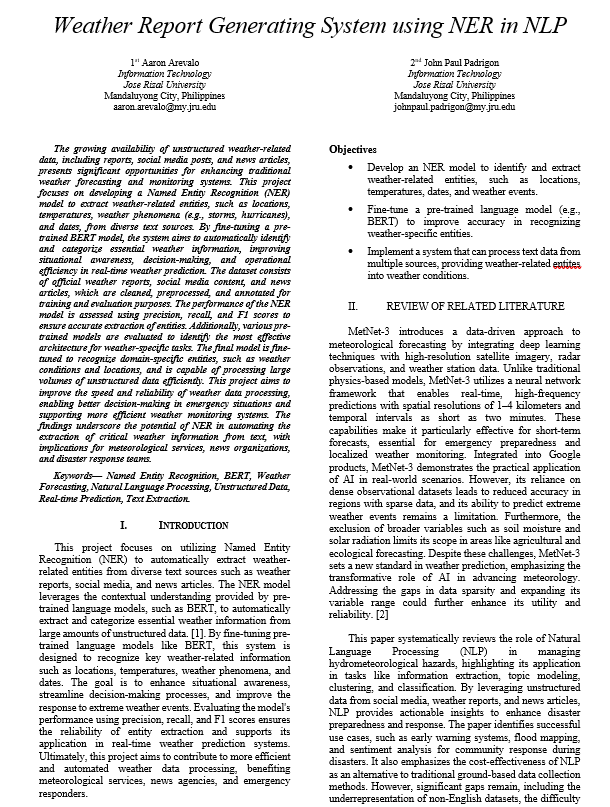 Weather Report Generating System using NER in NLP
1st Aaron Arevalo
Information Technology
Jose Rizal University
Mandaluyong City, Philippines
aaron.arevalo@my.jru.edu
2nd John Paul Padrigon
Information Technology
Jose Rizal University
Mandaluyong City, Philippines
johnpaul.padrigon@my.jru.edu
The growing availability of unstructured weather-related
data, including reports, social media posts, and news articles,
presents significant opportunities for enhancing traditional
weather forecasting and monitoring systems. This project
focuses on developing a Named Entity Recognition (NER)
model to extract weather-related entities, such as locations,
temperatures, weather phenomena (e.g., storms, hurricanes),
and dates, from diverse text sources. By fine-tuning a pre-
trained BERT model, the system aims to automatically identify
and categorize essential weather information, improving
situational awareness, decision-making, and operational
efficiency in real-time weather prediction. The dataset consists
of official weather reports, social media content, and news
articles, which are cleaned, preprocessed, and annotated for
training and evaluation purposes. The performance of the NER
model is assessed using precision, recall, and F1 scores to
ensure accurate extraction of entities. Additionally, various pre-
trained models are evaluated to identify the most effective
architecture for weather-specific tasks. The final model is fine-
tuned to recognize domain-specific entities, such as weather
conditions and locations, and is capable of processing large
volumes of unstructured data efficiently. This project aims to
improve the speed and reliability of weather data processing,
enabling better decision-making in emergency situations and
supporting more efficient weather monitoring systems. The
findings underscore the potential of NER in automating the
extraction of critical weather information from text, with
implications for meteorological services, news organizations,
and disaster response teams.
Keywords— Named Entity Recognition, BERT, Weather
Forecasting, Natural Language Processing, Unstructured Data,
Real-time Prediction, Text Extraction.
I. INTRODUCTION
This project focuses on utilizing Named Entity
Recognition (NER) to automatically extract weather-
related entities from diverse text sources such as weather
reports, social media, and news articles. The NER model
leverages the contextual understanding provided by pre-
trained language models, such as BERT, to automatically
extract and categorize essential weather information from
large amounts of unstructured data. [1]. By fine-tuning pre-
trained language models like BERT, this system is
designed to recognize key weather-related information
such as locations, temperatures, weather phenomena, and
dates. The goal is to enhance situational awareness,
streamline decision-making processes, and improve the
response to extreme weather events. Evaluating the model's
performance using precision, recall, and F1 scores ensures
the reliability of entity extraction and supports its
application in real-time weather prediction systems.
Ultimately, this project aims to contribute to more efficient
and automated weather data processing, benefiting
meteorological services, news agencies, and emergency
responders.
Objectives
• Develop an NER model to identify and extract
weather-related entities, such as locations,
temperatures, dates, and weather events.
• Fine-tune a pre-trained language model (e.g.,
BERT) to improve accuracy in recognizing
weather-specific entities.
• Implement a system that can process text data from
multiple sources, providing weather-related entites
into weather conditions.
II. REVIEW OF RELATED LITERATURE
MetNet-3 introduces a data-driven approach to
meteorological forecasting by integrating deep learning
techniques with high-resolution satellite imagery, radar
observations, and weather station data. Unlike traditional
physics-based models, MetNet-3 utilizes a neural network
framework that enables real-time, high-frequency
predictions with spatial resolutions of 1–4 kilometers and
temporal intervals as short as two minutes. These
capabilities make it particularly effective for short-term
forecasts, essential for emergency preparedness and
localized weather monitoring. Integrated into Google
products, MetNet-3 demonstrates the practical application
of AI in real-world scenarios. However, its reliance on
dense observational datasets leads to reduced accuracy in
regions with sparse data, and its ability to predict extreme
weather events remains a limitation. Furthermore, the
exclusion of broader variables such as soil moisture and
solar radiation limits its scope in areas like agricultural and
ecological forecasting. Despite these challenges, MetNet-3
sets a new standard in weather prediction, emphasizing the
transformative role of AI in advancing meteorology.
Addressing the gaps in data sparsity and expanding its
variable range could further enhance its utility and
reliability. [2]
This paper systematically reviews the role of Natural
Language Processing (NLP) in managing
hydrometeorological hazards, highlighting its application
in tasks like information extraction, topic modeling,
clustering, and classification. By leveraging unstructured
data from social media, weather reports, and news articles,
NLP provides actionable insights to enhance disaster
preparedness and response. The paper identifies successful
use cases, such as early warning systems, flood mapping,
and sentiment analysis for community response during
disasters. It also emphasizes the cost-effectiveness of NLP
as an alternative to traditional ground-based data collection
methods. However, significant gaps remain, including the
underrepresentation of non-English datasets, the difficulty